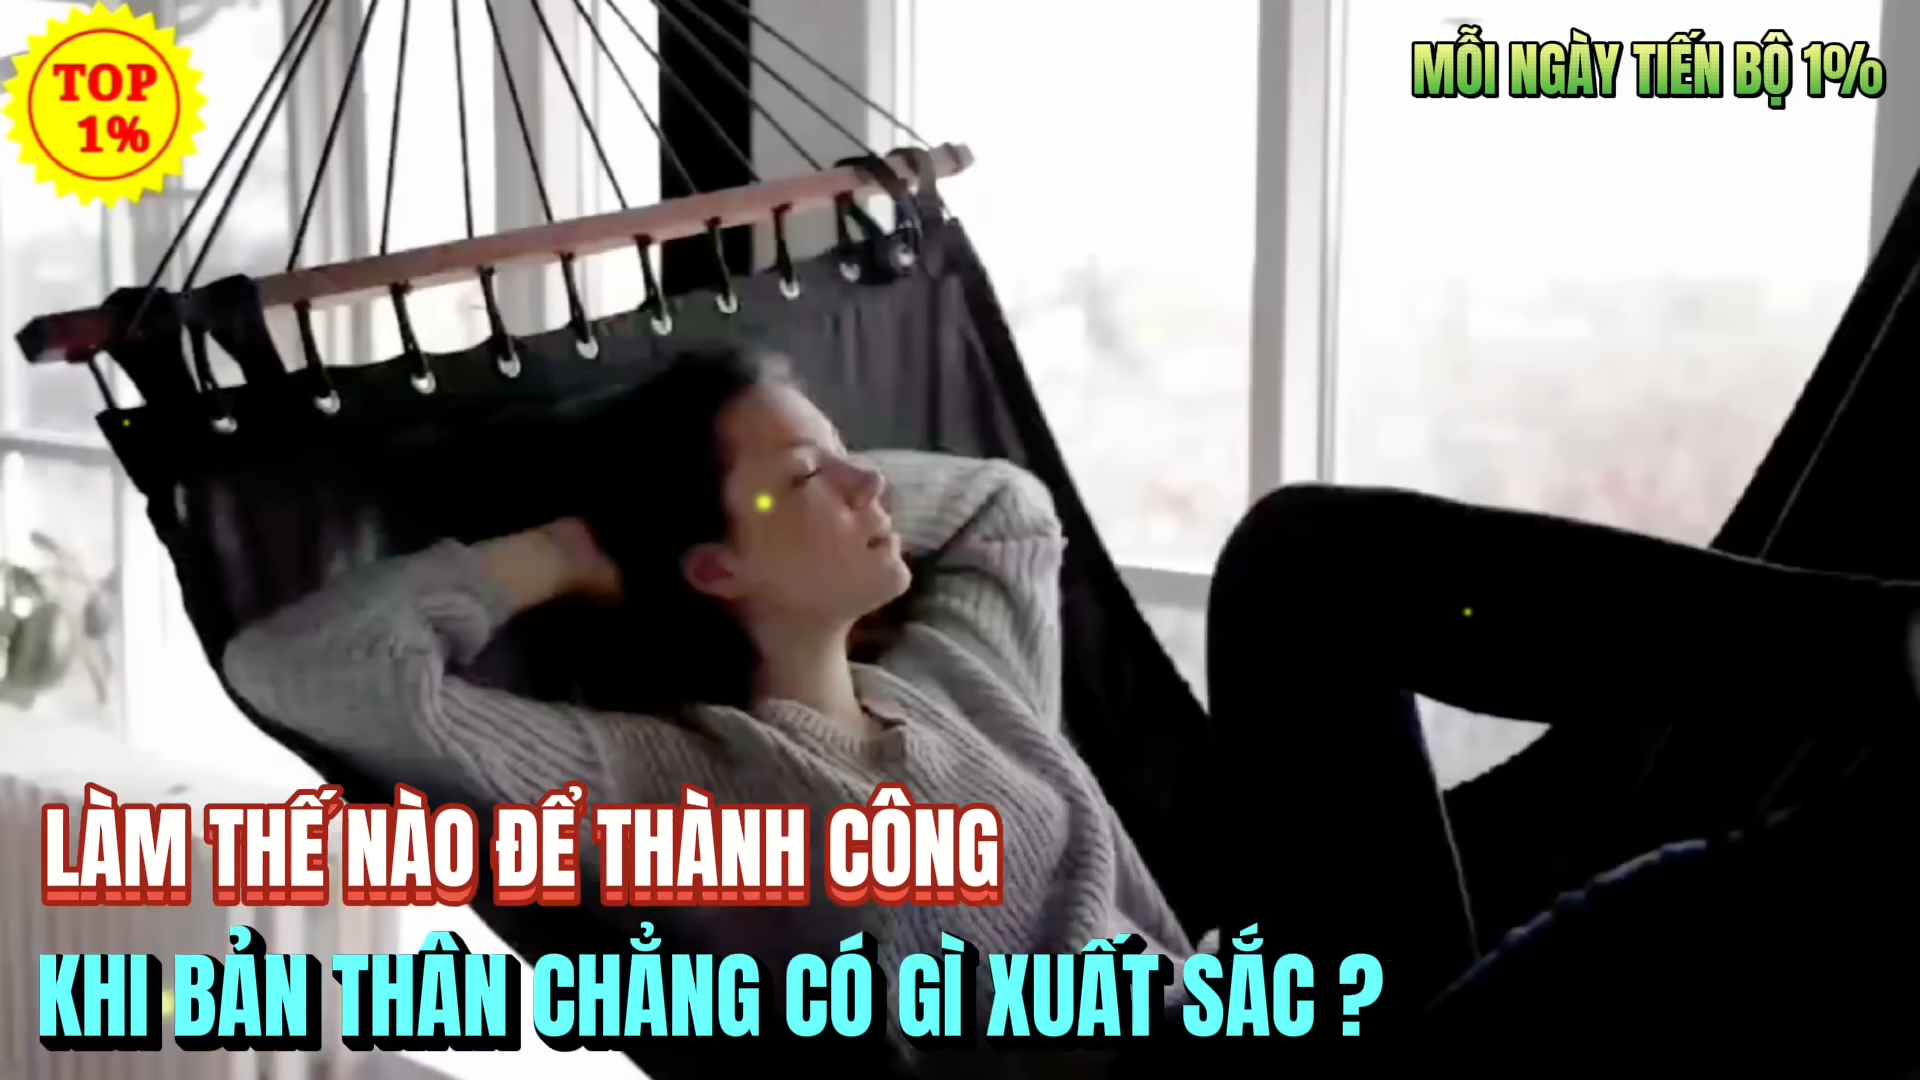 TOP
1%
MỖI NGÀY TIẾN BỘ 1%
LÀM THẾ NÀO ĐỂ THÀNH CÔNG
KHI BẢN THÂN CHẲNG CÓ GÌ XUẤT SẮC ?